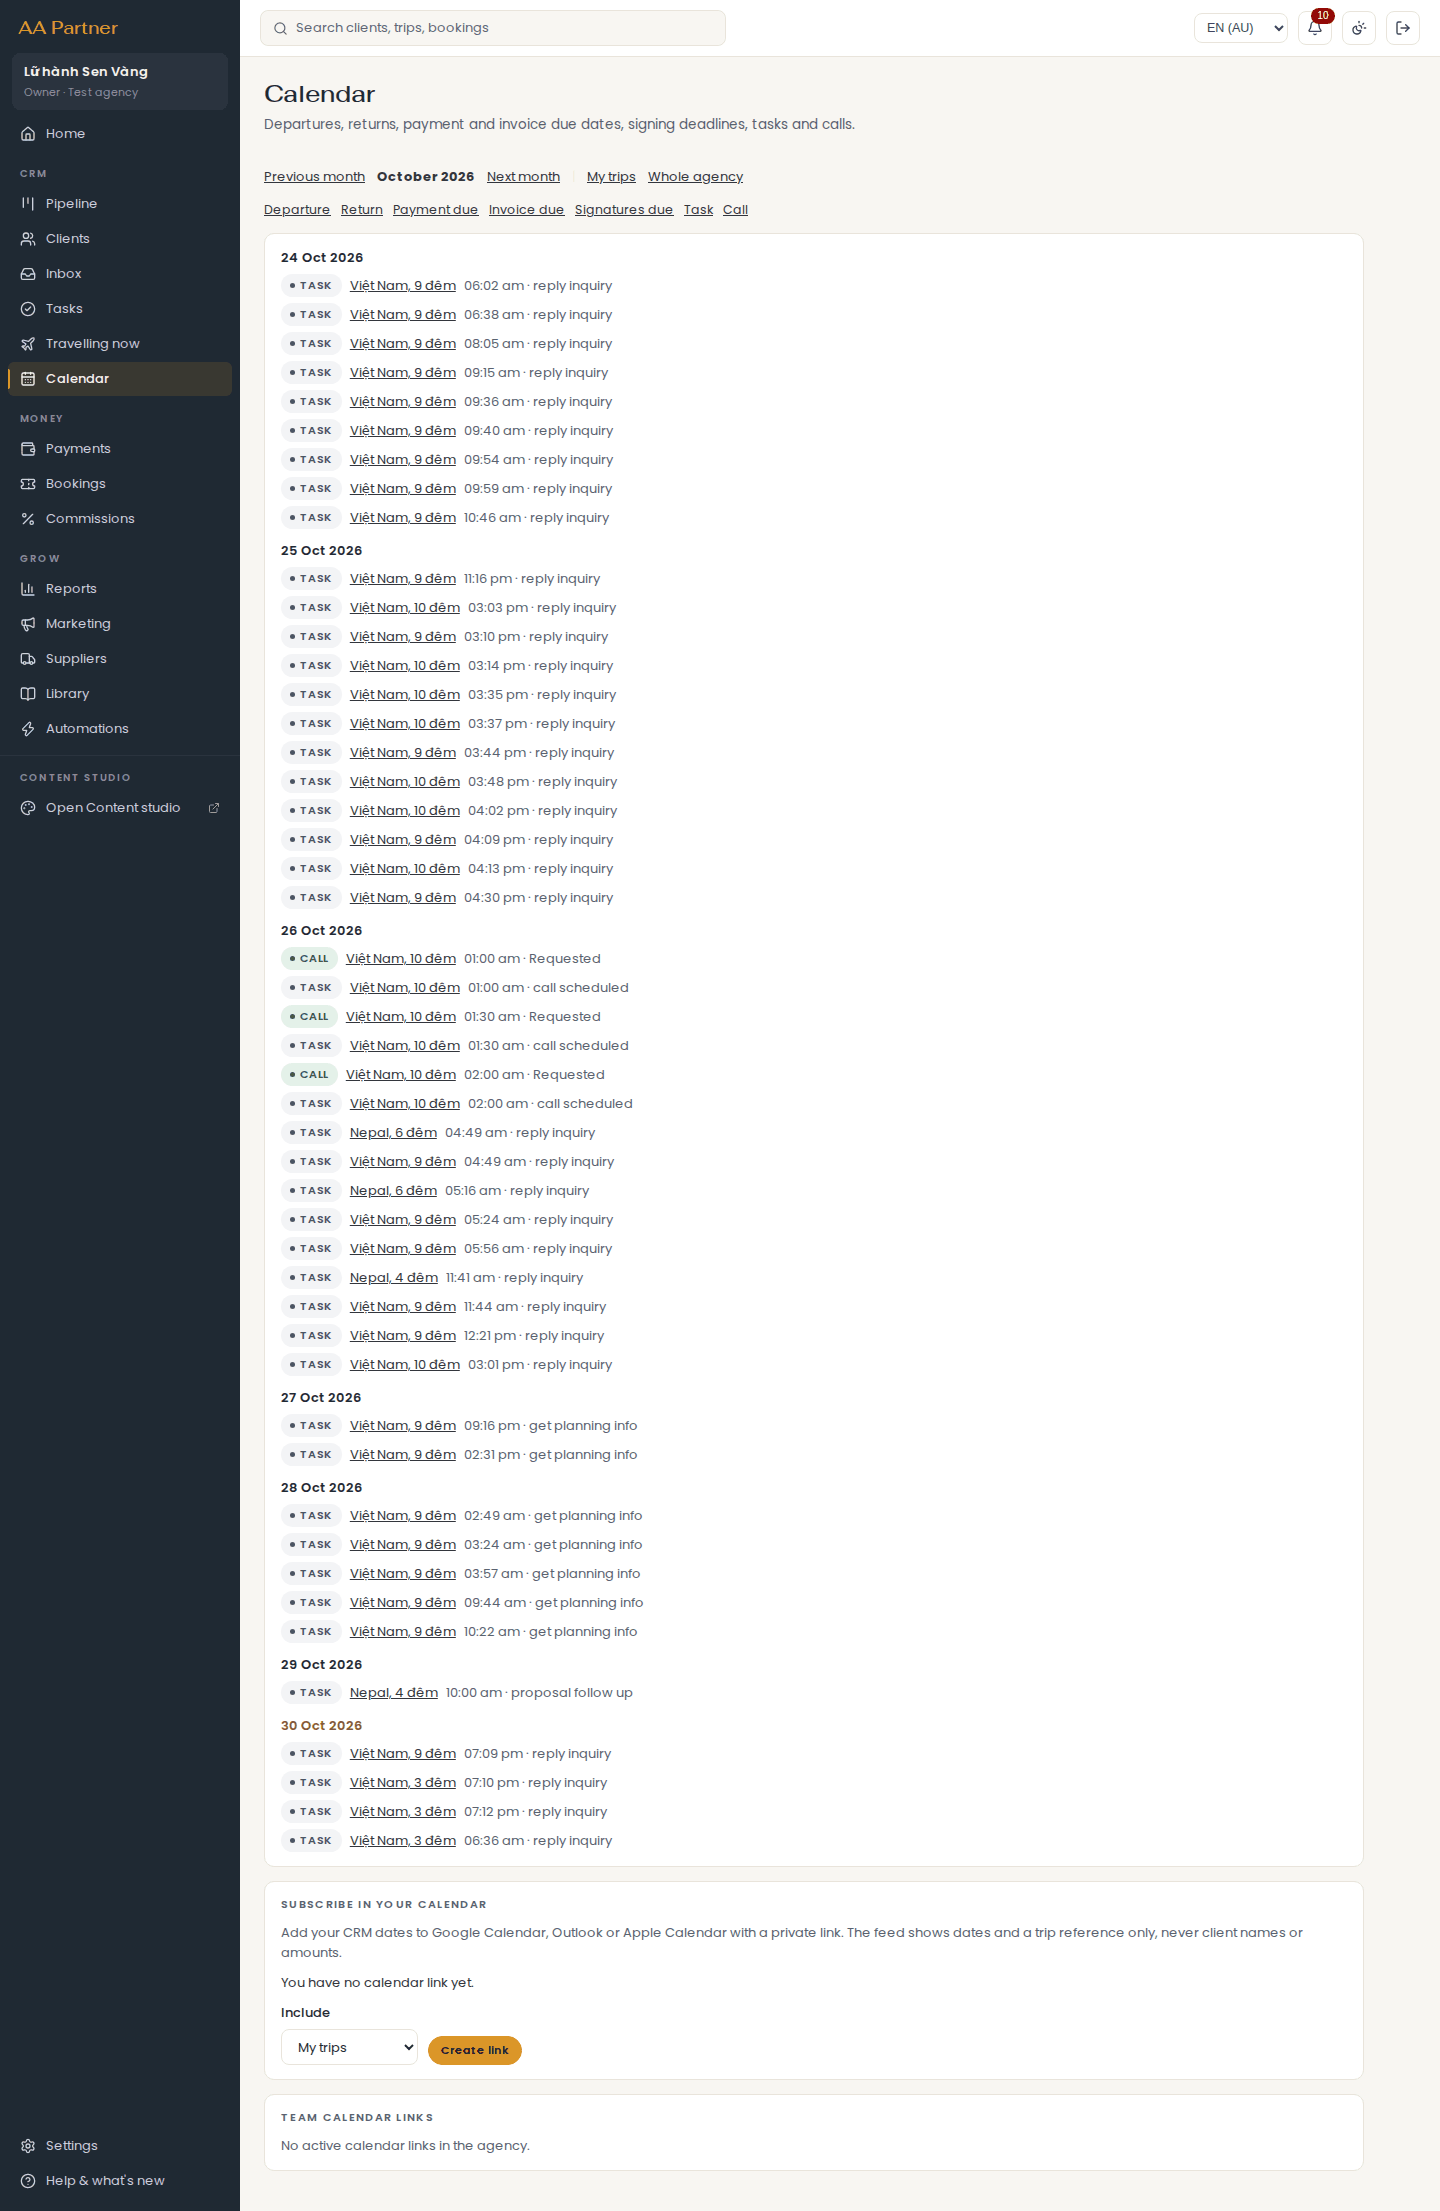 AA Partner
Lữ hành Sen Vàng
Owner · Test agency
Home
CRM
Pipeline
Clients
Inbox
Tasks
Travelling now
Calendar
MONEY
Payments
Bookings
Commissions
GROW
Reports
Marketing
Suppliers
Library
Automations
CONTENT STUDIO
Open Content studio
Settings
Help & what's new
Search clients, trips, bookings
EN (AU)
10
Calendar
Departures, returns, payment and invoice due dates, signing deadlines, tasks and calls.
Previous month October 2026 Next month My trips Whole agency
Departure Return Payment due Invoice due Signatures due Task Call
24 Oct 2026
TASK Việt Nam, 9 đêm 06:02 am · reply inquiry
TASK Việt Nam, 9 đêm 06:38 am · reply inquiry
TASK Việt Nam, 9 đêm 08:05 am · reply inquiry
TASK Việt Nam, 9 đêm 09:15 am · reply inquiry
TASK Việt Nam, 9 đêm 09:36 am · reply inquiry
TASK Việt Nam, 9 đêm 09:40 am · reply inquiry
TASK Việt Nam, 9 đêm 09:54 am · reply inquiry
TASK Việt Nam, 9 đêm 09:59 am · reply inquiry
TASK Việt Nam, 9 đêm 10:46 am · reply inquiry
25 Oct 2026
TASK Việt Nam, 9 đêm 11:16 pm · reply inquiry
TASK Việt Nam, 10 đêm 03:03 pm · reply inquiry
TASK Việt Nam, 9 đêm 03:10 pm · reply inquiry
TASK Việt Nam, 10 đêm 03:14 pm · reply inquiry
TASK Việt Nam, 10 đêm 03:35 pm · reply inquiry
TASK Việt Nam, 10 đêm 03:37 pm · reply inquiry
TASK Việt Nam, 9 đêm 03:44 pm · reply inquiry
TASK Việt Nam, 10 đêm 03:48 pm · reply inquiry
TASK Việt Nam, 10 đêm 04:02 pm · reply inquiry
TASK Việt Nam, 9 đêm 04:09 pm · reply inquiry
TASK Việt Nam, 10 đêm 04:13 pm · reply inquiry
TASK Việt Nam, 9 đêm 04:30 pm · reply inquiry
26 Oct 2026
CALL Việt Nam, 10 đêm 01:00 am · Requested
TASK Việt Nam, 10 đêm 01:00 am · call scheduled
CALL Việt Nam, 10 đêm 01:30 am · Requested
TASK Việt Nam, 10 đêm 01:30 am · call scheduled
CALL Việt Nam, 10 đêm 02:00 am · Requested
TASK Việt Nam, 10 đêm 02:00 am · call scheduled
TASK Nepal, 6 đêm 04:49 am · reply inquiry
TASK Việt Nam, 9 đêm 04:49 am · reply inquiry
TASK Nepal, 6 đêm 05:16 am · reply inquiry
TASK Việt Nam, 9 đêm 05:24 am · reply inquiry
TASK Việt Nam, 9 đêm 05:56 am · reply inquiry
TASK Nepal, 4 đêm 11:41 am · reply inquiry
TASK Việt Nam, 9 đêm 11:44 am · reply inquiry
TASK Việt Nam, 9 đêm 12:21 pm · reply inquiry
TASK Việt Nam, 10 đêm 03:01 pm · reply inquiry
27 Oct 2026
TASK Việt Nam, 9 đêm 09:16 pm · get planning info
TASK Việt Nam, 9 đêm 02:31 pm · get planning info
28 Oct 2026
TASK Việt Nam, 9 đêm 02:49 am · get planning info
TASK Việt Nam, 9 đêm 03:24 am · get planning info
TASK Việt Nam, 9 đêm 03:57 am · get planning info
TASK Việt Nam, 9 đêm 09:44 am · get planning info
TASK Việt Nam, 9 đêm 10:22 am · get planning info
29 Oct 2026
TASK Nepal, 4 đêm 10:00 am · proposal follow up
30 Oct 2026
TASK Việt Nam, 9 đêm 07:09 pm · reply inquiry
TASK Việt Nam, 3 đêm 07:10 pm · reply inquiry
TASK Việt Nam, 3 đêm 07:12 pm · reply inquiry
TASK Việt Nam, 3 đêm 06:36 am · reply inquiry
SUBSCRIBE IN YOUR CALENDAR
Add your CRM dates to Google Calendar, Outlook or Apple Calendar with a private link. The feed shows dates and a trip reference only, never client names or
amounts.
You have no calendar link yet.
Include
My trips Create link
TEAM CALENDAR LINKS
No active calendar links in the agency.